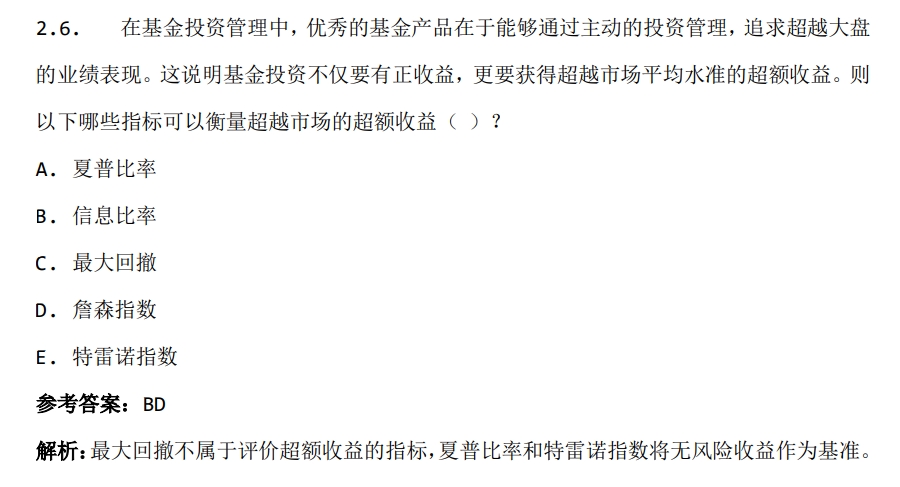 2.6. 在基金投资管理中，优秀的基金产品在于能够通过主动的投资管理，追求超越大盘
的业绩表现。这说明基金投资不仅要有正收益，更要获得超越市场平均水准的超额收益。则
以下哪些指标可以衡量超越市场的超额收益（ ）？
A. 夏普比率
B. 信息比率
C. 最大回撤
D. 詹森指数
E. 特雷诺指数
参考答案：BD
解析：最大回撤不属于评价超额收益的指标，夏普比率和特雷诺指数将无风险收益作为基准。